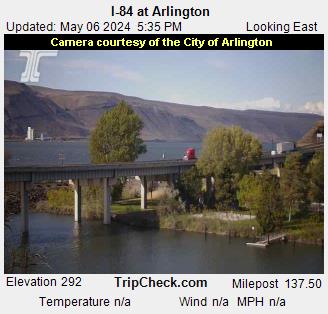 I-84 at Arlington
Updated: May 06 2024 5:35 PM Looking East
Camera courtesy of the City of Arlington
Elevation 292 TripCheck.com Milepost 137.50
Temperature n/a Wind n/a MPH n/a